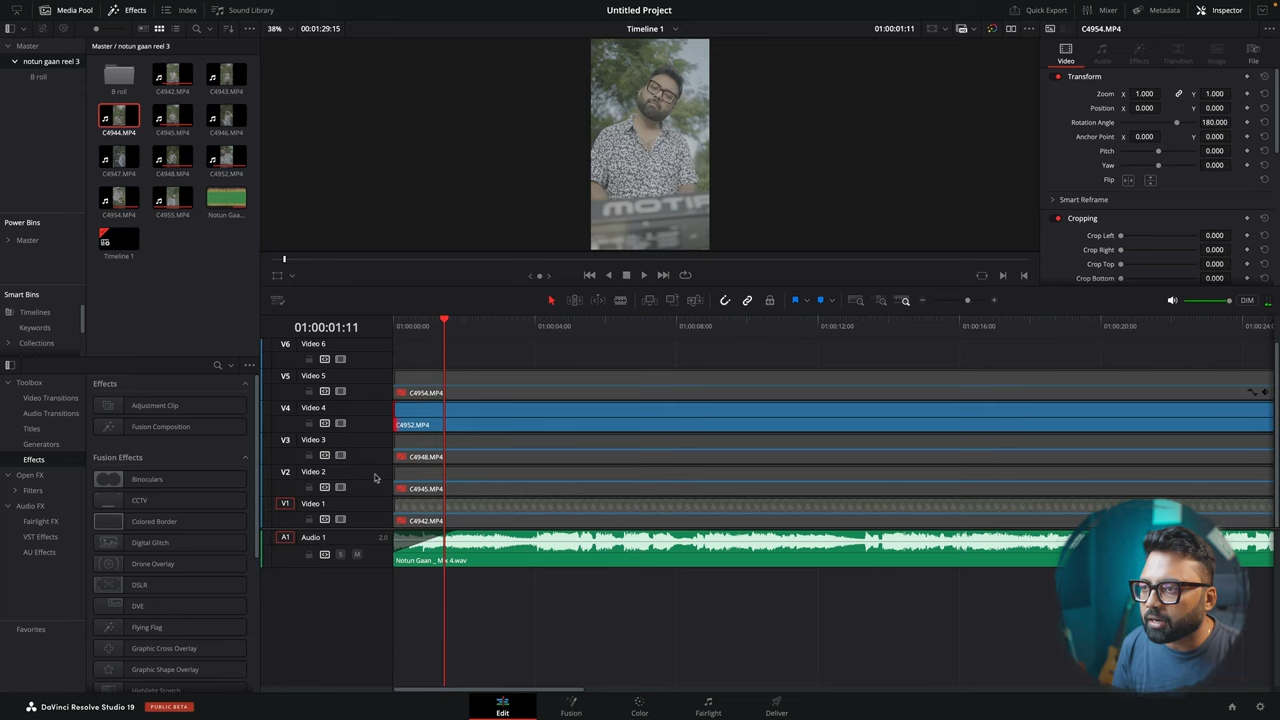 Media Pool
Effects
Index
Sound Library
Untitled Project
Quick Export
Mixer
Metadata
Inspector
38%
00:01:29:15
Timeline 1
01:00:01:11
C4954.MP4
Master
notun gaan reel 3
B roll
Master / notun gaan reel 3
B roll
C4942.MP4
C4943.MP4
C4944.MP4
C4945.MP4
C4946.MP4
C4947.MP4
C4948.MP4
C4952.MP4
C4954.MP4
C4955.MP4
Notun Gaa...
Timeline 1
Power Bins
Master
Smart Bins
Timelines
Keywords
Collections
MOTIF
Video
Audio
Effects
Transition
Image
File
Transform
Zoom X 1.000 Y 1.000
Position X 0.000 Y 0.000
Rotation Angle 180.000
Anchor Point X 0.000 Y 0.000
Pitch 0.000
Yaw 0.000
Flip
Smart Reframe
Cropping
Crop Left 0.000
Crop Right 0.000
Crop Top 0.000
Crop Bottom 0.000
DIM
01:00:01:11
01:00:00:00
01:00:04:00
01:00:08:00
01:00:12:00
01:00:16:00
01:00:20:00
01:00:24:0
V6 Video 6
V5 Video 5
C4954.MP4
V4 Video 4
C4952.MP4
V3 Video 3
C4948.MP4
V2 Video 2
C4945.MP4
V1 Video 1
C4942.MP4
A1 Audio 1 2.0
S M
Toolbox
Video Transitions
Audio Transitions
Titles
Generators
Effects
Open FX
Filters
Audio FX
Fairlight FX
VST Effects
AU Effects
Favorites
Effects
Adjustment Clip
Fusion Composition
Fusion Effects
Binoculars
CCTV
Colored Border
Digital Glitch
Drone Overlay
DSLR
DVE
Flying Flag
Graphic Cross Overlay
Graphic Shape Overlay
DaVinci Resolve Studio 19
PUBLIC BETA
Edit
Fusion
Color
Fairlight
Deliver